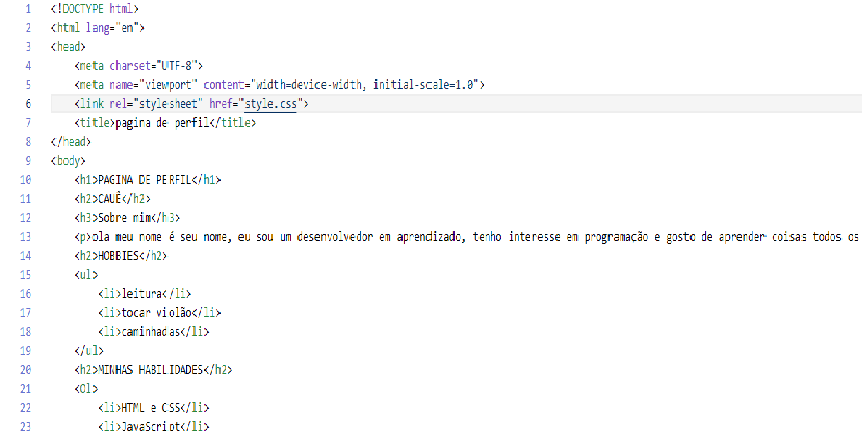 1 <!DOCTYPE html>
2 <html lang="en">
3 <head>
4 <meta charset="UTF-8">
5 <meta name="viewport" content="width=device-width, initial-scale=1.0">
6 <link rel="stylesheet" href="style.css">
7 <title>pagina de perfil</title>
8 </head>
9 <body>
10 <h1>PAGINA DE PERFIL</h1>
11 <h2>CAUÊ</h2>
12 <h3>Sobre mim</h3>
13 <p>ola meu nome é seu nome, eu sou um desenvolvedor em aprendizado, tenho interesse em programação e gosto de aprender coisas todos os
14 <h2>HOBBIES</h2>
15 <ul>
16 <li>leitura</li>
17 <li>tocar violão</li>
18 <li>caminhadas</li>
19 </ul>
20 <h2>MINHAS HABILIDADES</h2>
21 <Ol>
22 <li>HTML e CSS</li>
23 <li>JavaScript</li>